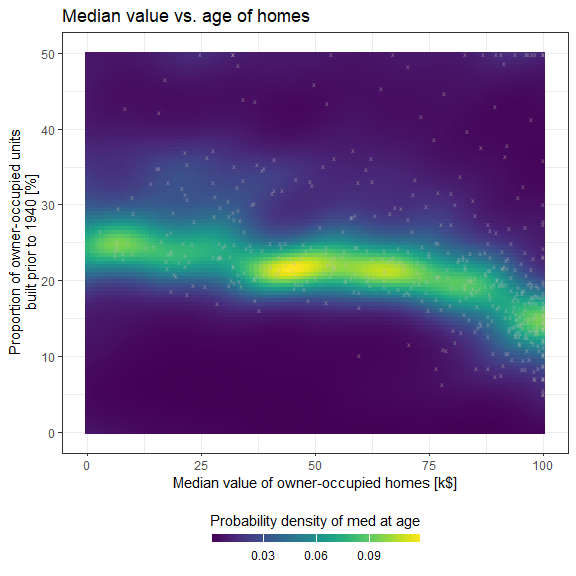 Median value vs. age of homes
Proportion of owner-occupied units
built prior to 1940 [%]
50
40
30
20
10
0
0 25 50 75 100
Median value of owner-occupied homes [k$]
Probability density of med at age
0.03 0.06 0.09